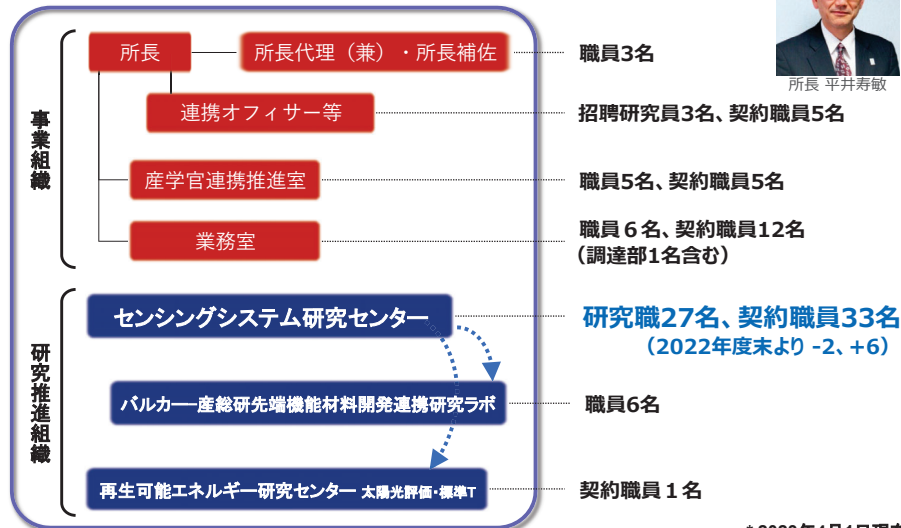 所長
所長代理（兼）・所長補佐
職員3名
所長 平井寿敏
連携オフィサー等
招聘研究員3名、契約職員5名
事業組織
産学官連携推進室
職員5名、契約職員5名
業務室
職員６名、契約職員12名
（調達部1名含む）
センシングシステム研究センター
研究職27名、契約職員33名
（2022年度末より -2、+6）
研究推進組織
バルカー―産総研先端機能材料開発連携研究ラボ
職員6名
再生可能エネルギー研究センター 太陽光評価・標準T
契約職員１名